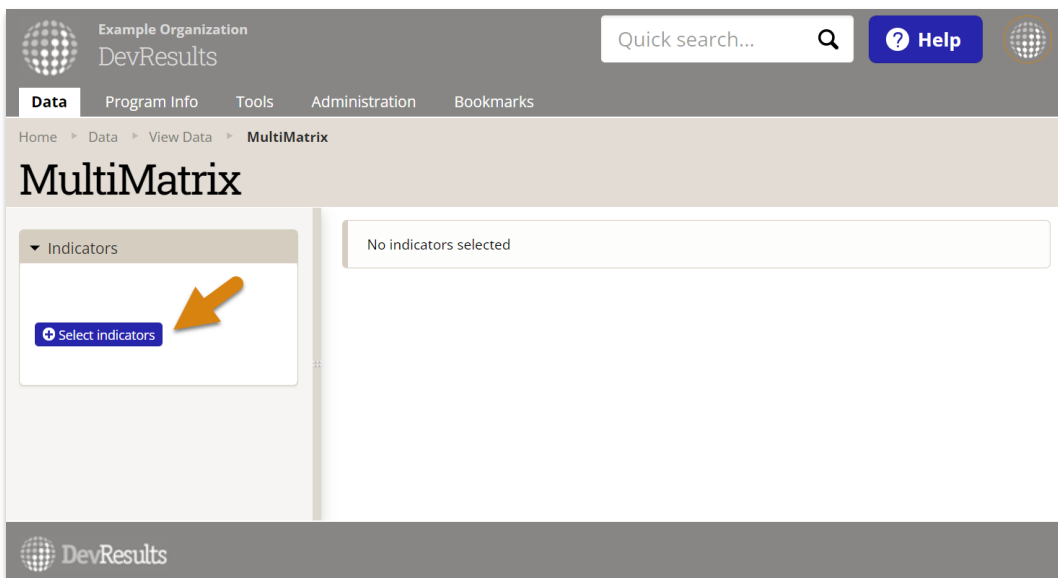 Example Organization
DevResults
Quick search...
Help
Data Program Info Tools Administration Bookmarks
Home Data View Data MultiMatrix
MultiMatrix
Indicators
No indicators selected
Select indicators
DevResults